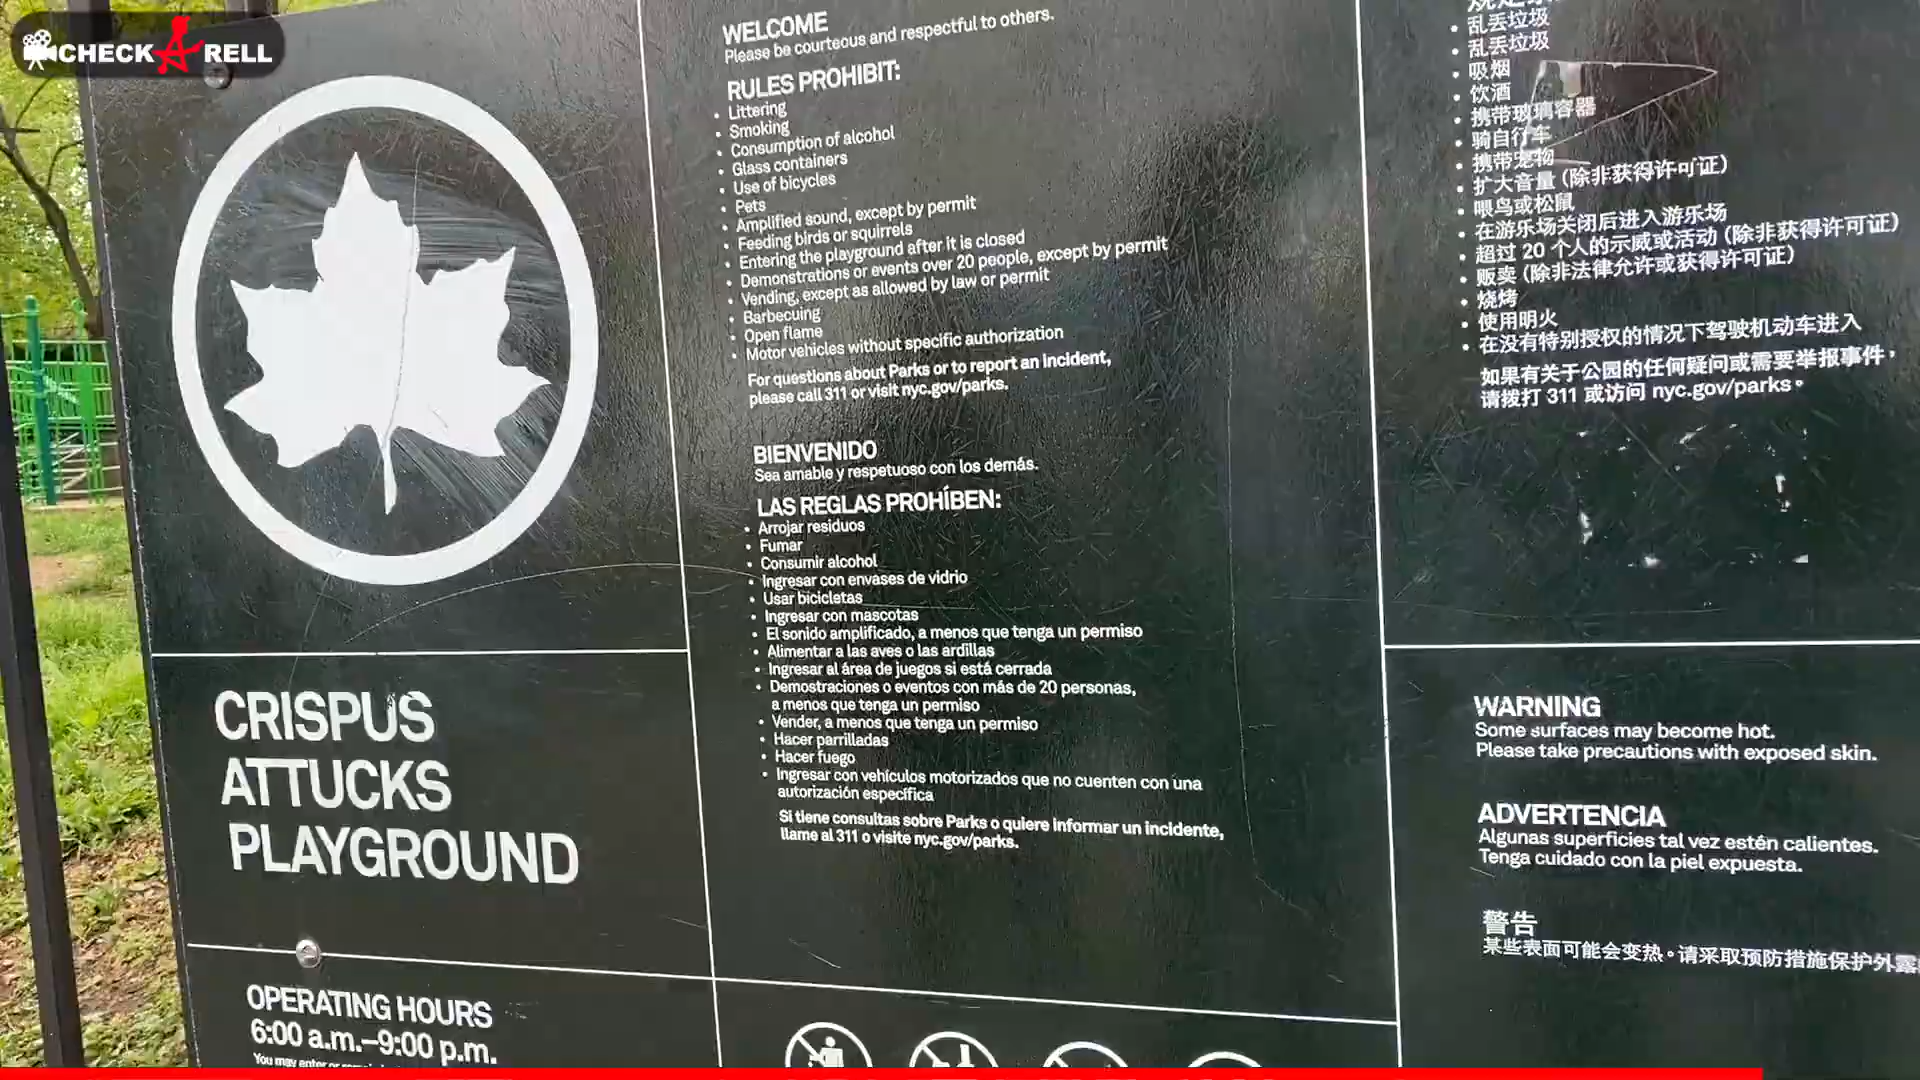 CHECK A RELL
WELCOME
Please be courteous and respectful to others.
RULES PROHIBIT:
• Littering
• Smoking
• Consumption of alcohol
• Glass containers
• Use of bicycles
• Pets
• Amplified sound, except by permit
• Feeding birds or squirrels
• Entering the playground after it is closed
• Demonstrations or events over 20 people, except by permit
• Vending, except as allowed by law or permit
• Barbecuing
• Open flame
• Motor vehicles without specific authorization
For questions about Parks or to report an incident,
please call 311 or visit nyc.gov/parks.
BIENVENIDO
Sea amable y respetuoso con los demás.
LAS REGLAS PROHÍBEN:
• Arrojar residuos
• Fumar
• Consumir alcohol
• Ingresar con envases de vidrio
• Usar bicicletas
• Ingresar con mascotas
• El sonido amplificado, a menos que tenga un permiso
• Alimentar a las aves o las ardillas
• Ingresar al área de juegos si está cerrada
• Demostraciones o eventos con más de 20 personas,
a menos que tenga un permiso
• Vender, a menos que tenga un permiso
• Hacer parrilladas
• Hacer fuego
• Ingresar con vehículos motorizados que no cuenten con una
autorización específica
Si tiene consultas sobre Parks o quiere informar un incidente,
llame al 311 o visite nyc.gov/parks.
• 乱丢垃圾
• 乱丢垃圾
• 吸烟
• 饮酒
• 携带玻璃容器
• 骑自行车
• 携带宠物
• 扩大音量（除非获得许可证）
• 喂鸟或松鼠
• 在游乐场关闭后进入游乐场
• 超过 20 个人的示威或活动（除非获得许可证）
• 贩卖（除非法律允许或获得许可证）
• 烧烤
• 使用明火
• 在没有特别授权的情况下驾驶机动车进入
如果有关于公园的任何疑问或需要举报事件，
请拨打 311 或访问 nyc.gov/parks。
CRISPUS
ATTUCKS
PLAYGROUND
OPERATING HOURS
6:00 a.m.–9:00 p.m.
You may enter or
WARNING
Some surfaces may become hot.
Please take precautions with exposed skin.
ADVERTENCIA
Algunas superficies tal vez estén calientes.
Tenga cuidado con la piel expuesta.
警告
某些表面可能会变热。请采取预防措施保护外露